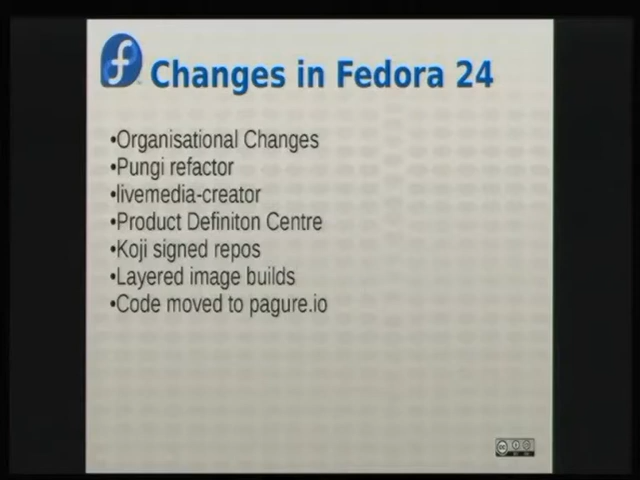 Changes in Fedora 24
•Organisational Changes
•Pungi refactor
•livemedia-creator
•Product Definiton Centre
•Koji signed repos
•Layered image builds
•Code moved to pagure.io